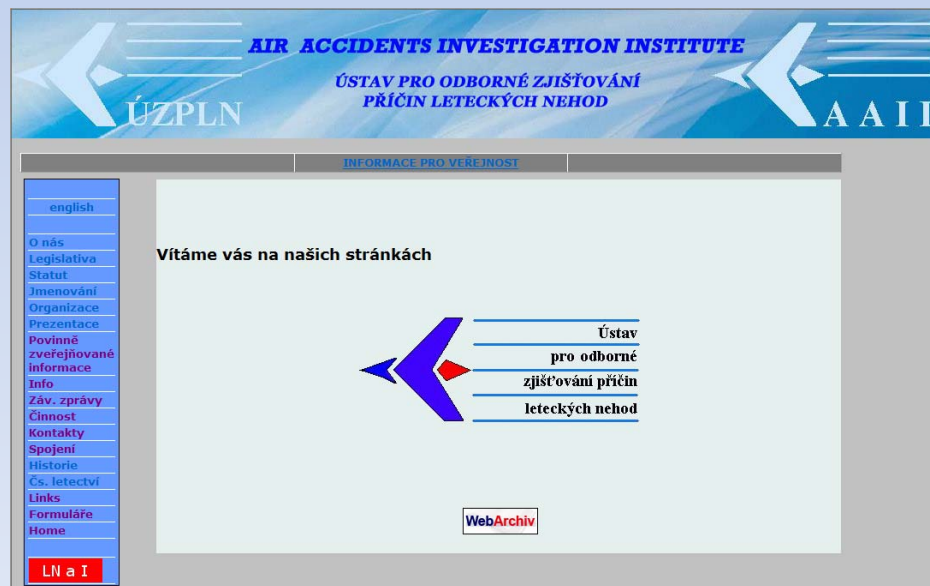 AIR ACCIDENTS INVESTIGATION INSTITUTE
ÚSTAV PRO ODBORNÉ ZJIŠŤOVÁNÍ
PŘÍČIN LETECKÝCH NEHOD
ÚZPLN
AAII
INFORMACE PRO VEŘEJNOST
english
O nás
Legislativa
Statut
Jmenování
Organizace
Prezentace
Povinně
zveřejňované
informace
Info
Záv. zprávy
Činnost
Kontakty
Spojení
Historie
Čs. letectví
Links
Formuláře
Home
LN a I
Vítáme vás na našich stránkách
Ústav
pro odborné
zjišťování příčin
leteckých nehod
WebArchiv